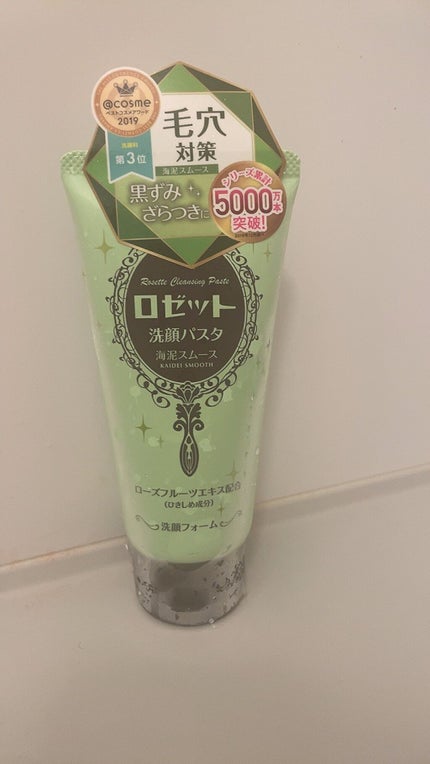 @cosme
ベストコスメアワード
2019
洗顔料
第3位
毛穴
対策
海泥スムース
黒ずみ
ざらつきに
シリーズ累計
5000万本
突破!
Rosette Cleansing Paste
ロゼット
洗顔パスタ
海泥スムース
KAIDEI SMOOTH
ローズフルーツエキス配合
(ひきしめ成分)
洗顔フォーム